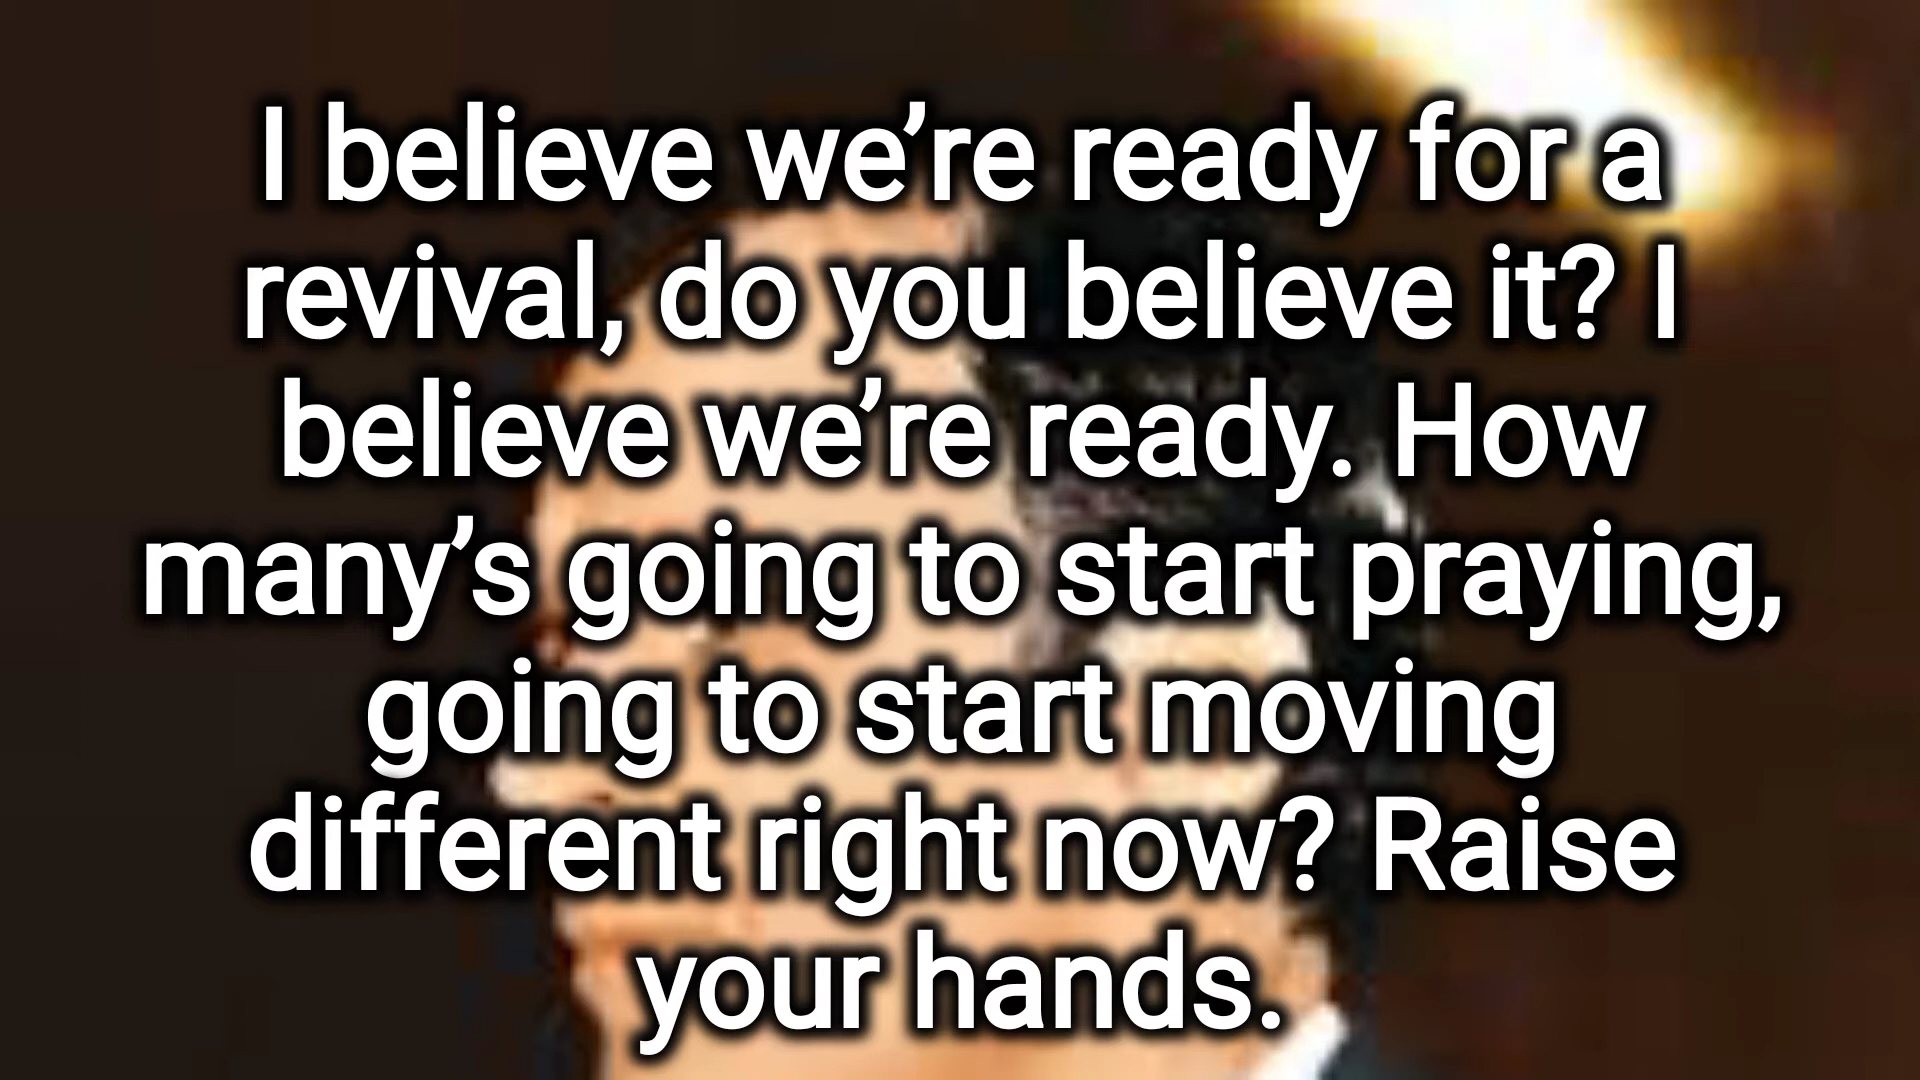 I believe we’re ready for a
revival, do you believe it? I
believe we’re ready. How
many’s going to start praying,
going to start moving
different right now? Raise
your hands.